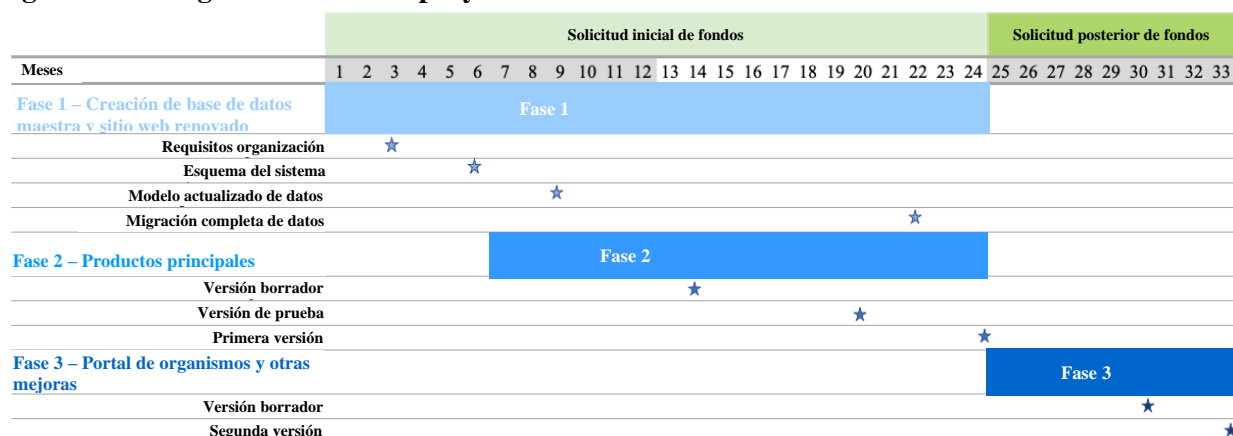 Solicitud inicial de fondos Solicitud posterior de fondos
Meses 1 2 3 4 5 6 7 8 9 10 11 12 13 14 15 16 17 18 19 20 21 22 23 24 25 26 27 28 29 30 31 32 33
Fase 1 – Creación de base de datos
maestra y sitio web renovado
Fase 1
Requisitos organización
Esquema del sistema
Modelo actualizado de datos
Migración completa de datos
Fase 2 – Productos principales
Fase 2
Versión borrador
Versión de prueba
Primera versión
Fase 3 – Portal de organismos y otras
mejoras
Fase 3
Versión borrador
Segunda versión